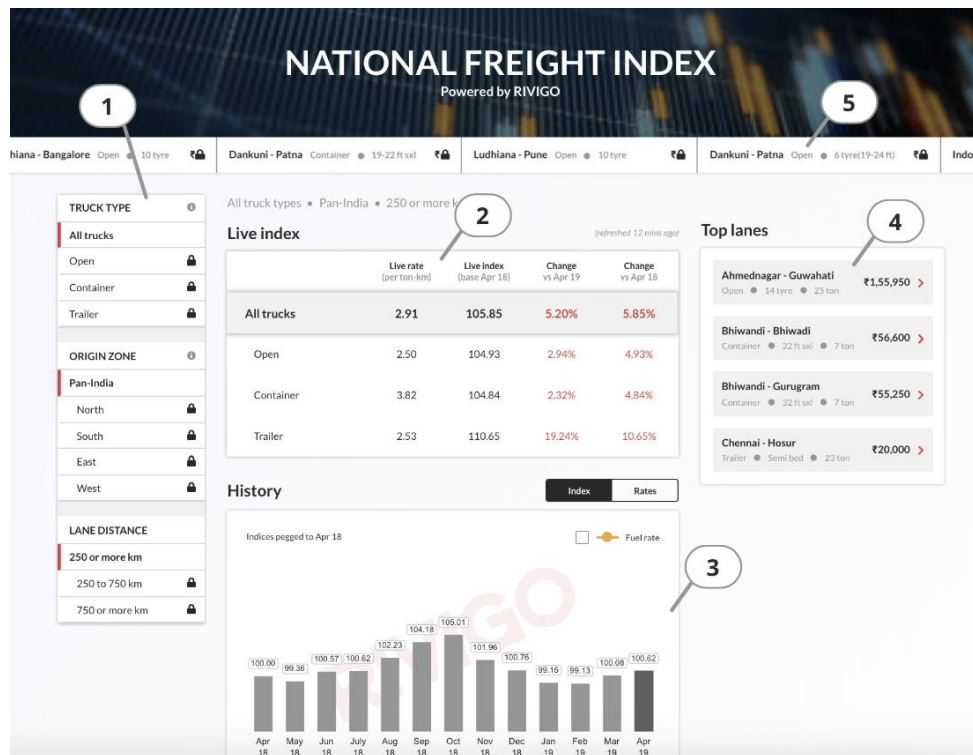 NATIONAL FREIGHT INDEX
Powered by RIVIGO
1
5
hiana - Bangalore Open ● 10 tyre ₹
Dankuni - Patna Container ● 19-22 ft sxl ₹
Ludhiana - Pune Open ● 10 tyre ₹
Dankuni - Patna Open ● 6 tyre(19-24 ft) ₹
Indo
TRUCK TYPE
All trucks
Open
Container
Trailer
ORIGIN ZONE
Pan-India
North
South
East
West
LANE DISTANCE
250 or more km
250 to 750 km
750 or more km
All truck types • Pan-India • 250 or more k
2
Live index
(refreshed 12 mins ago)
Live rate Live index Change Change
(per ton-km) (base Apr 18) vs Apr 19 vs Apr 18
All trucks 2.91 105.85 5.20% 5.85%
Open 2.50 104.93 2.94% 4.93%
Container 3.82 104.84 2.32% 4.84%
Trailer 2.53 110.65 19.24% 10.65%
Top lanes
4
Ahmednagar - Guwahati ₹1,55,950
Open ● 14 tyre ● 25 ton
Bhiwandi - Bhiwadi ₹56,600
Container ● 32 ft sxl ● 7 ton
Bhiwandi - Gurugram ₹55,250
Container ● 32 ft sxl ● 7 ton
Chennai - Hosur ₹20,000
Trailer ● Semi bed ● 23 ton
History
Index Rates
Indices pegged to Apr 18
Fuel rate
3
RIVIGO
100.00 99.36 100.57 100.62 102.23 104.18 105.01 101.96 100.76 99.15 99.13 100.08 100.62
Apr May Jun July Aug Sep Oct Nov Dec Jan Feb Mar Apr
18 18 18 18 18 18 18 18 18 19 19 19 19